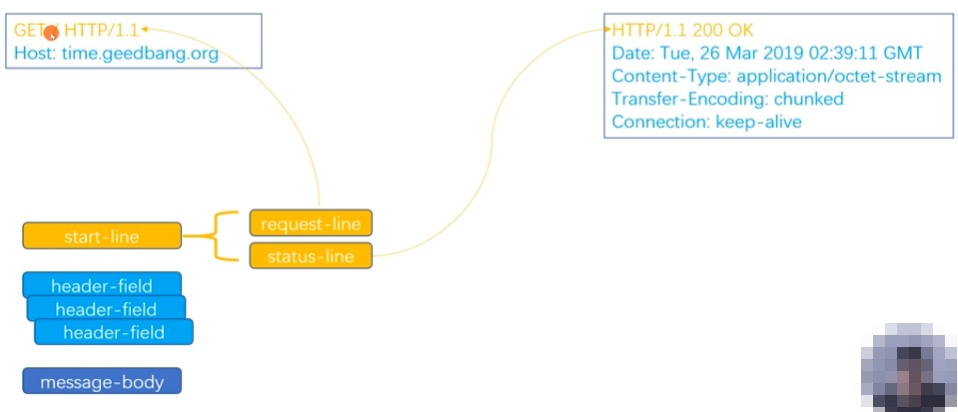 GET / HTTP/1.1
Host: time.geedbang.org
HTTP/1.1 200 OK
Date: Tue, 26 Mar 2019 02:39:11 GMT
Content-Type: application/octet-stream
Transfer-Encoding: chunked
Connection: keep-alive
request-line
start-line
status-line
header-field
header-field
header-field
message-body